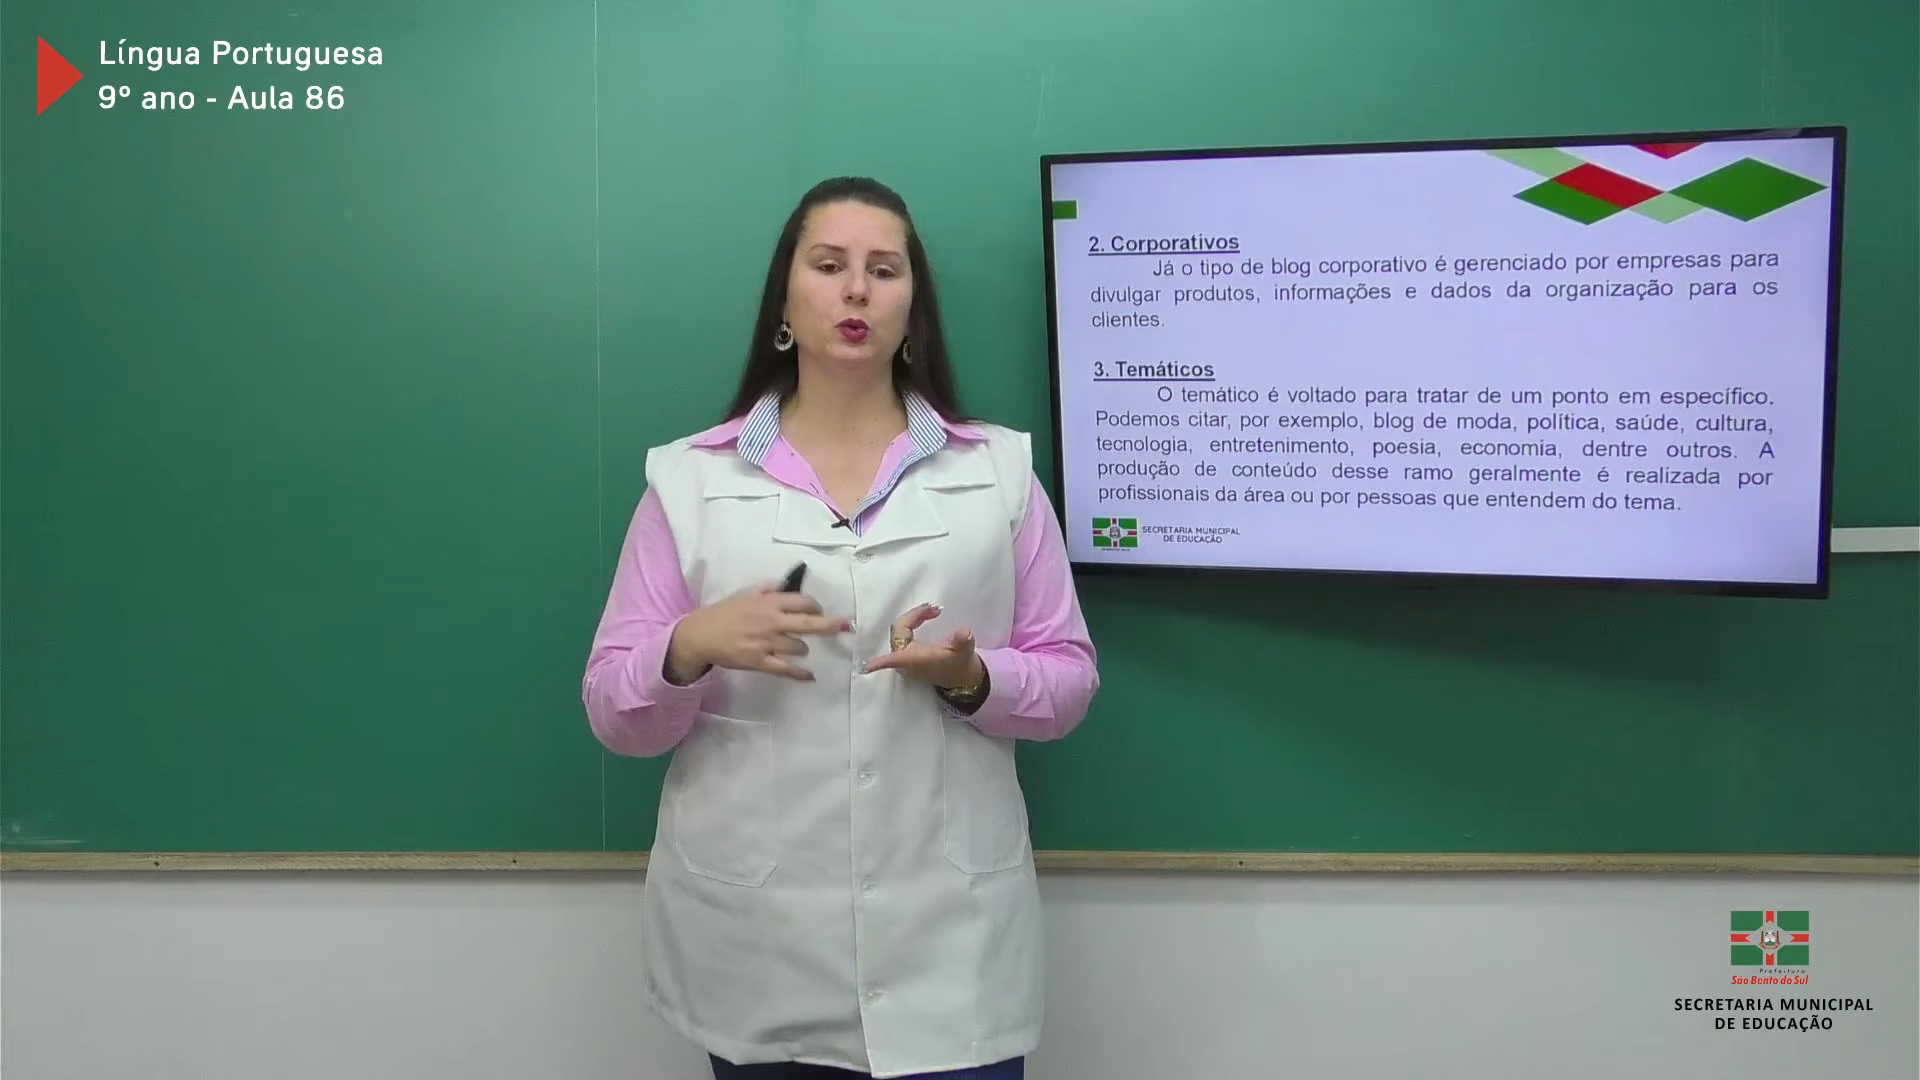 Língua Portuguesa
9º ano - Aula 86
2. Corporativos
Já o tipo de blog corporativo é gerenciado por empresas para
divulgar produtos, informações e dados da organização para os
clientes.
3. Temáticos
O temático é voltado para tratar de um ponto em específico.
Podemos citar, por exemplo, blog de moda, política, saúde, cultura,
tecnologia, entretenimento, poesia, economia, dentre outros. A
produção de conteúdo desse ramo geralmente é realizada por
profissionais da área ou por pessoas que entendem do tema.
SECRETARIA MUNICIPAL
DE EDUCAÇÃO
Prefeitura
São Bento do Sul
SECRETARIA MUNICIPAL
DE EDUCAÇÃO